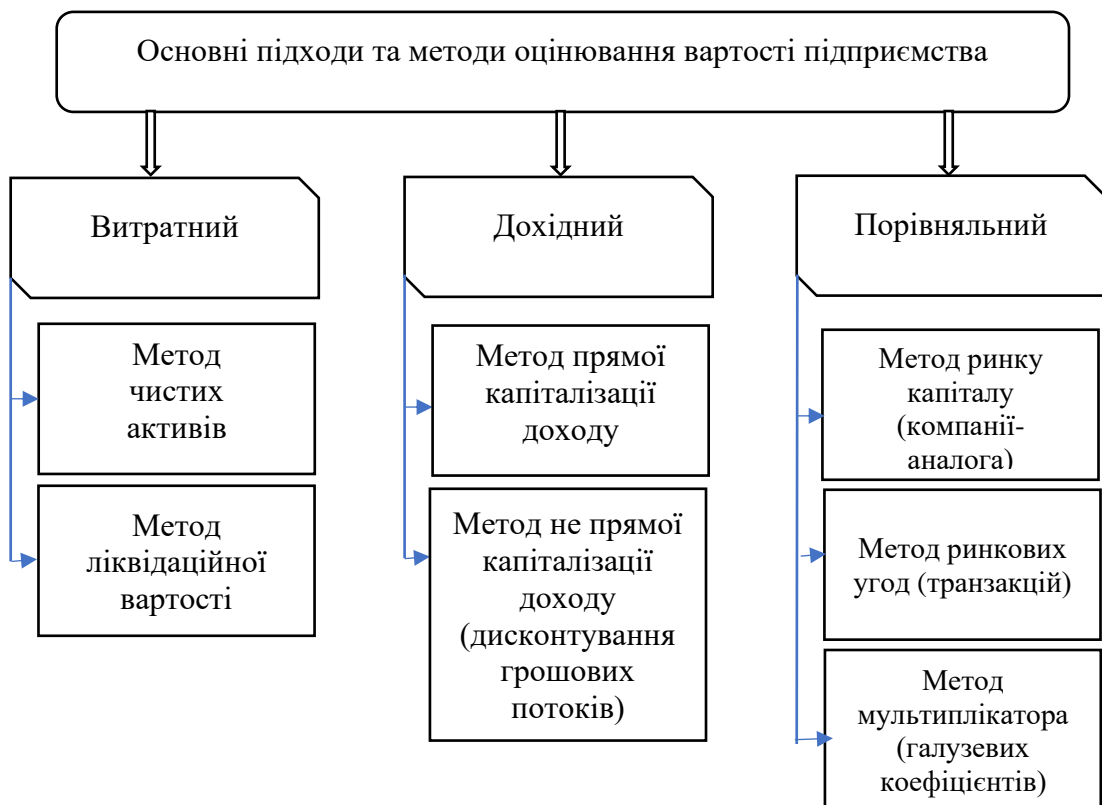 Основні підходи та методи оцінювання вартості підприємства
Витратний
Дохідний
Порівняльний
Метод
чистих
активів
Метод
ліквідаційної
вартості
Метод прямої
капіталізації
доходу
Метод не прямої
капіталізації
доходу
(дисконтування
грошових
потоків)
Метод ринку
капіталу
(компанії-
аналога)
Метод ринкових
угод (транзакцій)
Метод
мультиплікатора
(галузевих
коефіцієнтів)